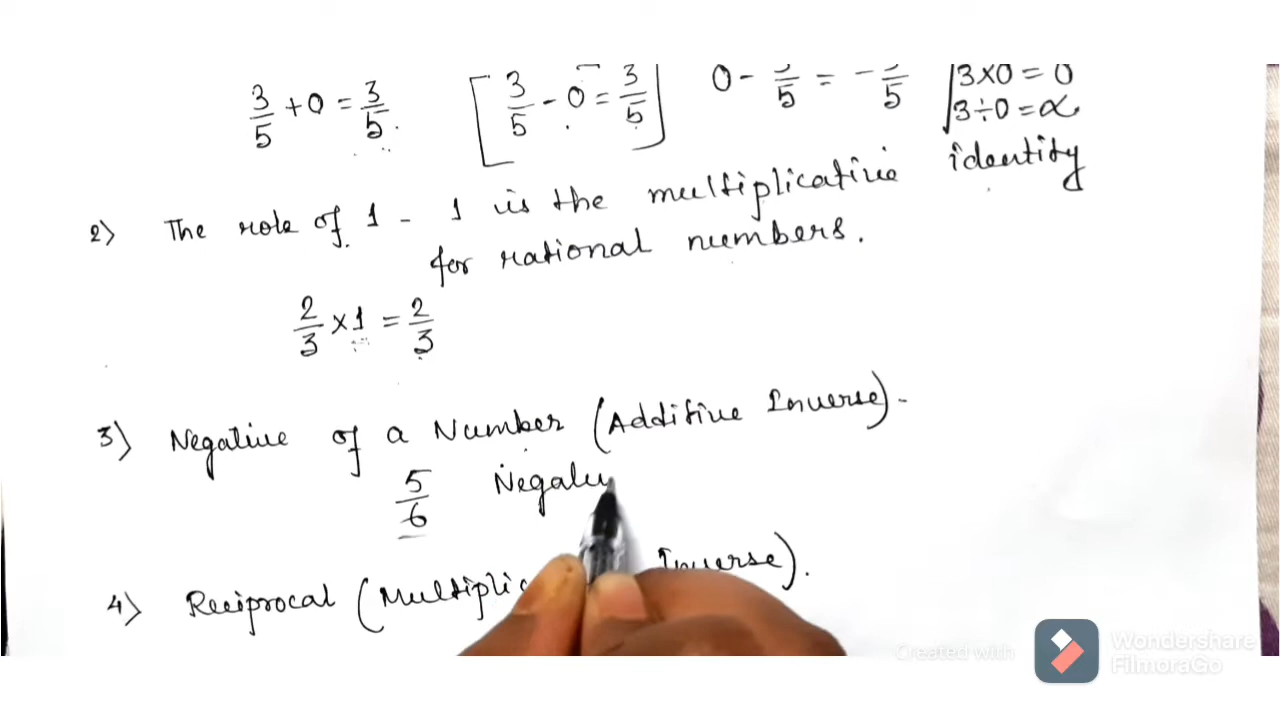 3/5 + 0 = 3/5. [3/5 - 0 = 3/5] 0 - 3/5 = -3/5 3×0 = 0
3÷0 = α
2) The role of 1 - 1 is the multiplicative identity
for rational numbers.
2/3 × 1 = 2/3
3) Negative of a Number (Additive Inverse).
5/6
4) Reciprocal ( Inverse).
Created with Wondershare
FilmoraGo